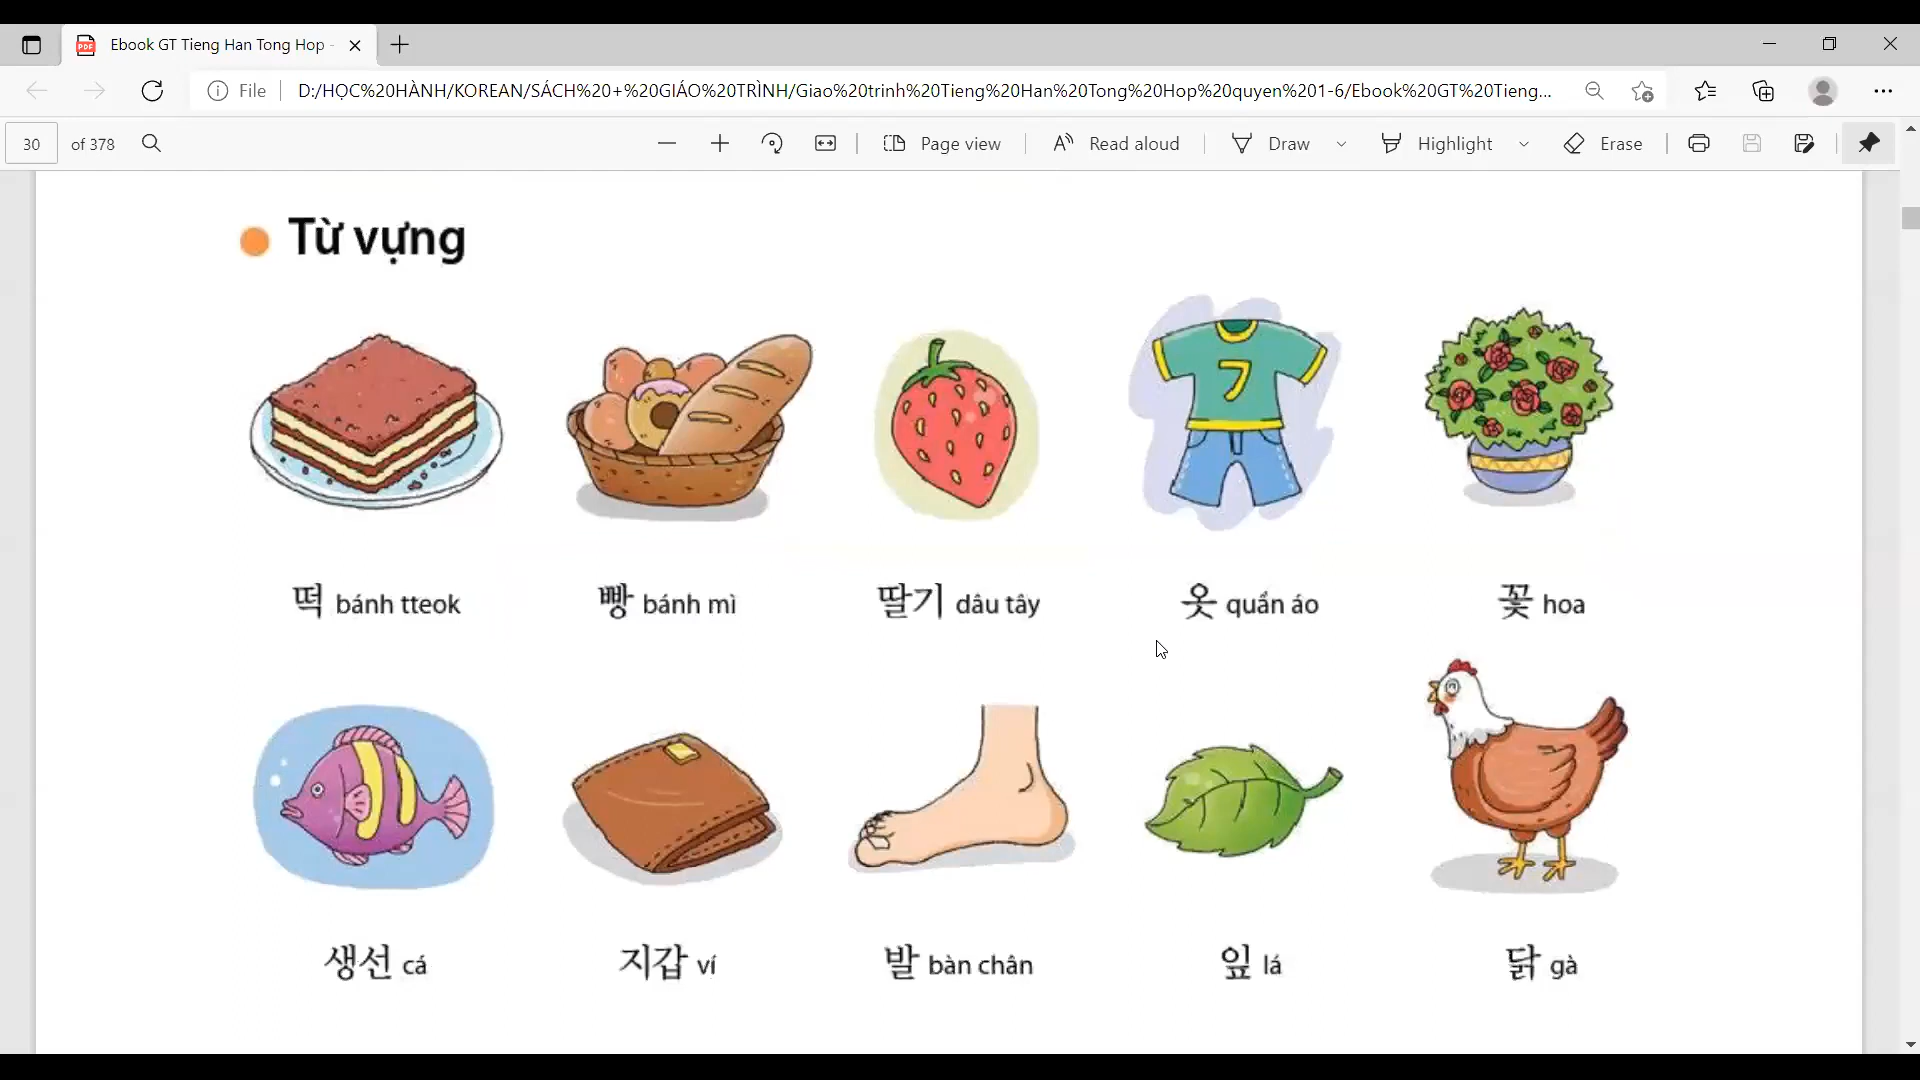 Ebook GT Tieng Han Tong Hop -
File D:/HỌC%20HÀNH/KOREAN/SÁCH%20+%20GIÁO%20TRÌNH/Giao%20trinh%20Tieng%20Han%20Tong%20Hop%20quyen%201-6/Ebook%20GT%20Tieng...
30 of 378 Page view Read aloud Draw Highlight Erase
Từ vựng
7
떡 bánh tteok 빵 bánh mì 딸기 dâu tây 옷 quần áo 꽃 hoa
생선 cá 지갑 ví 발 bàn chân 잎 lá 닭 gà